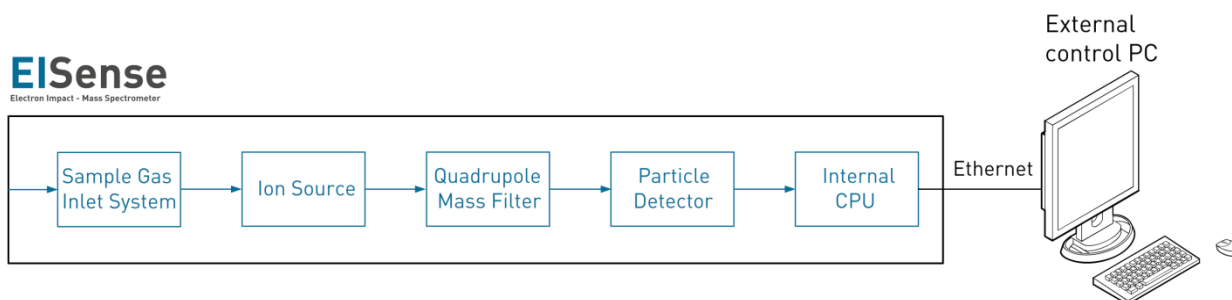 External
control PC
EISense
Electron Impact - Mass Spectrometer
Sample Gas
Inlet System
Ion Source
Quadrupole
Mass Filter
Particle
Detector
Internal
CPU
Ethernet